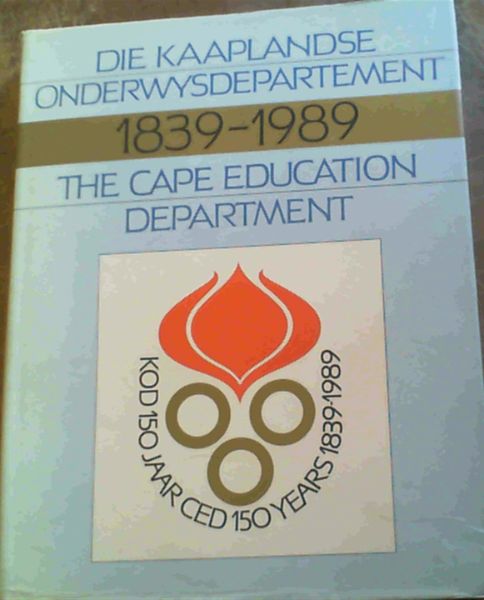 DIE KAAPLANDSE
ONDERWYSDEPARTEMENT
1839-1989
THE CAPE EDUCATION
DEPARTMENT
KOD 150 JAAR CED 150 YEARS 1839-1989